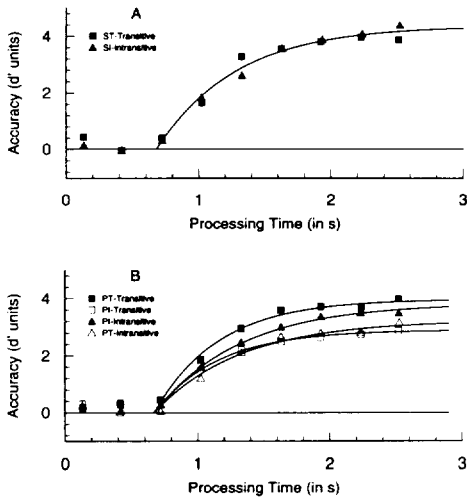 A
ST-Transitive
SI-Intransitive
Accuracy (d' units)
4
2
0
0 1 2 3
Processing Time (in s)
B
PT-Transitive
PI-Transitive
PI-Intransitive
PT-Intransitive
Accuracy (d' units)
4
2
0
0 1 2 3
Processing Time (in s)